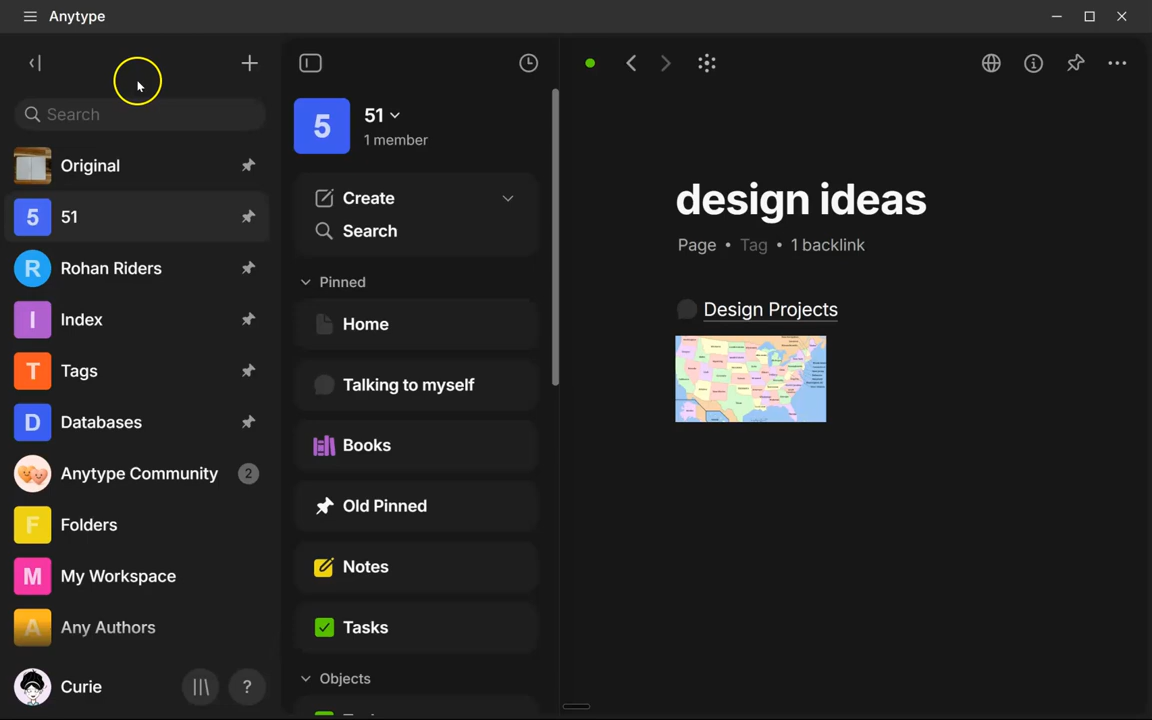 Anytype
Search
Original
5 51
R Rohan Riders
I Index
T Tags
D Databases
Anytype Community 2
F Folders
M My Workspace
A Any Authors
Curie
?
5
51
1 member
Create
Search
Pinned
Home
Talking to myself
Books
Old Pinned
Notes
Tasks
Objects
design ideas
Page • Tag • 1 backlink
Design Projects